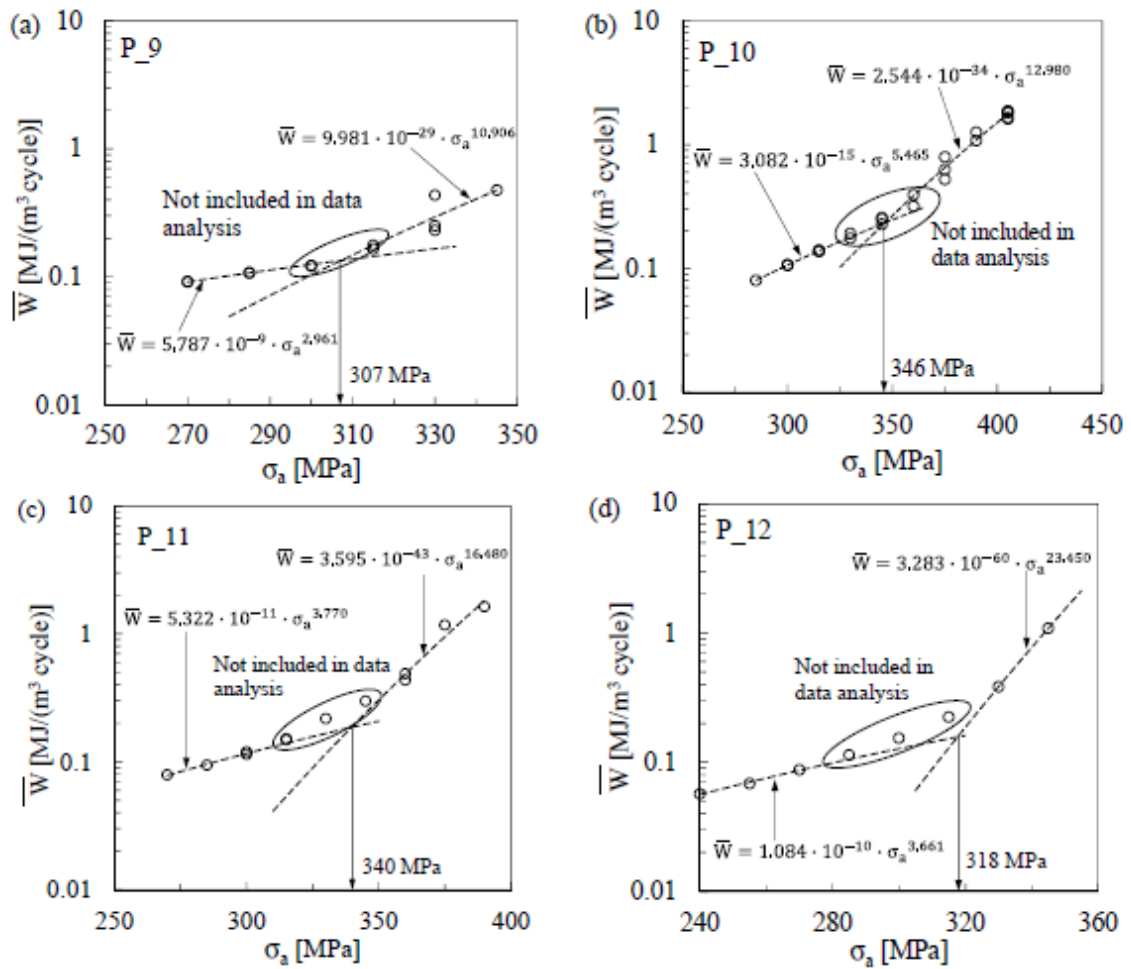 (a)
P_9
W̅ = 9.981 · 10⁻²⁹ · σₐ^10,906
Not included in data
analysis
W̅ = 5,787 · 10⁻⁹ · σₐ^2,961
307 MPa
W̅ [MJ/(m³ cycle)]
10
1
0.1
0.01
250 270 290 310 330 350
σₐ [MPa]
(b)
P_10
W̅ = 2.544 · 10⁻³⁴ · σₐ^12.980
W̅ = 3,082 · 10⁻¹⁵ · σₐ^5.465
Not included in
data analysis
346 MPa
W̅ [MJ/(m³ cycle)]
10
1
0.1
0.01
250 300 350 400 450
σₐ [MPa]
(c)
P_11
W̅ = 3.595 · 10⁻⁴³ · σₐ^16,480
W̅ = 5.322 · 10⁻¹¹ · σₐ^3.770
Not included in data
analysis
340 MPa
W̅ [MJ/(m³ cycle)]
10
1
0.1
0.01
250 300 350 400
σₐ [MPa]
(d)
P_12
W̅ = 3.283 · 10⁻⁶⁰ · σₐ^23.450
Not included in
data analysis
W̅ = 1.084 · 10⁻¹⁰ · σₐ^3,661
318 MPa
W̅ [MJ/m³ cycle)]
10
1
0.1
0.01
240 280 320 360
σₐ [MPa]